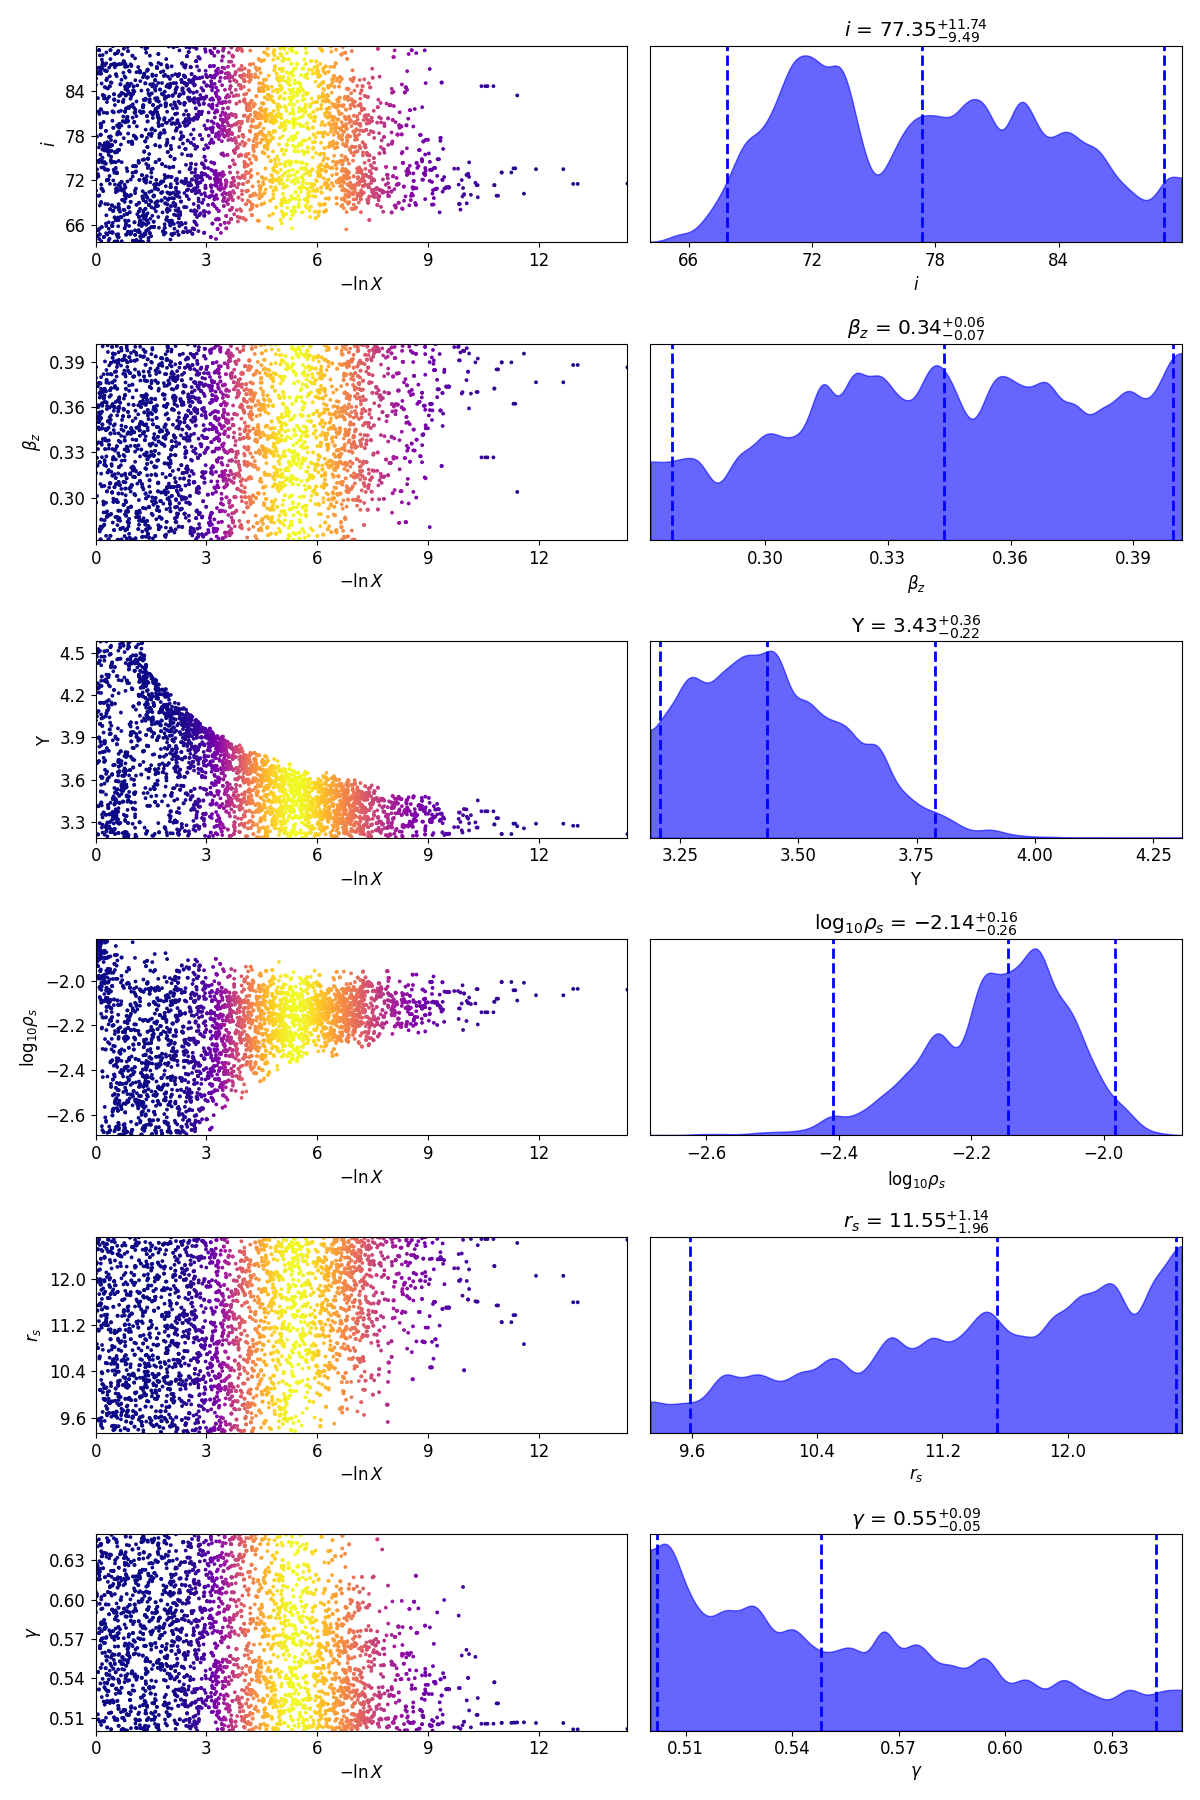 i = 77.35+11.74 −9.49
84
78
72
66
i
0 3 6 9 12
−ln X
66 72 78 84
i
βz = 0.34+0.06 −0.07
0.39
0.36
0.33
0.30
βz
0 3 6 9 12
−ln X
0.30 0.33 0.36 0.39
βz
Y = 3.43+0.36 −0.22
4.5
4.2
3.9
3.6
3.3
Y
0 3 6 9 12
−ln X
3.25 3.50 3.75 4.00 4.25
Y
log10ρs = −2.14+0.16 −0.26
−2.0
−2.2
−2.4
−2.6
log10ρs
0 3 6 9 12
−ln X
−2.6 −2.4 −2.2 −2.0
log10ρs
rs = 11.55+1.14 −1.96
12.0
11.2
10.4
9.6
rs
0 3 6 9 12
−ln X
9.6 10.4 11.2 12.0
rs
γ = 0.55+0.09 −0.05
0.63
0.60
0.57
0.54
0.51
γ
0 3 6 9 12
−ln X
0.51 0.54 0.57 0.60 0.63
γ